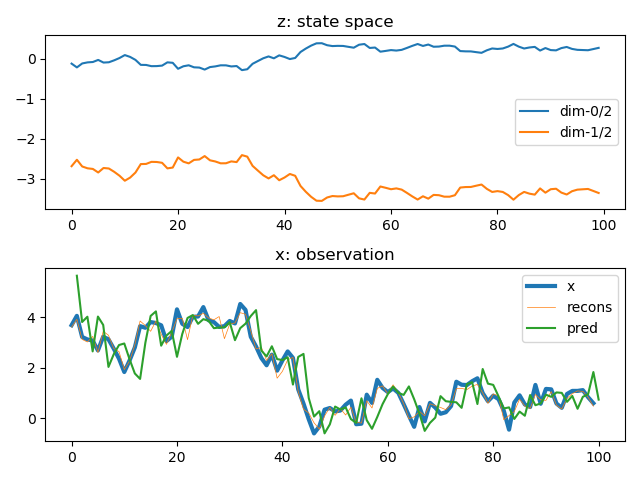 z: state space
0
−1
−2
−3
dim-0/2
dim-1/2
0 20 40 60 80 100
x: observation
4
2
0
x
recons
pred
0 20 40 60 80 100